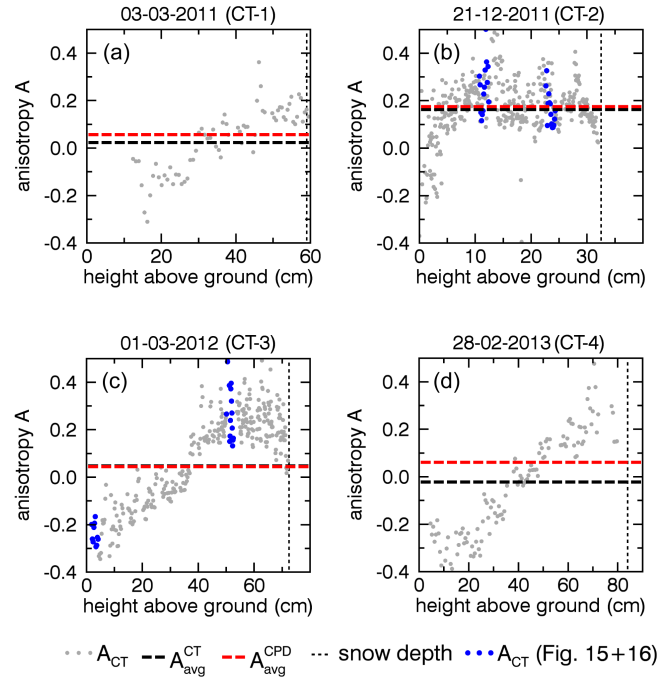 03-03-2011 (CT-1)
21-12-2011 (CT-2)
(a)
(b)
0.4
0.2
0.0
-0.2
-0.4
anisotropy A
0 20 40 60
height above ground (cm)
0.4
0.2
0.0
-0.2
-0.4
anisotropy A
0 12 24 36
height above ground (cm)
01-03-2012 (CT-3)
28-02-2013 (CT-4)
(c)
(d)
0.4
0.2
0.0
-0.2
-0.4
anisotropy A
0 20 40 60
height above ground (cm)
0.4
0.2
0.0
-0.2
-0.4
anisotropy A
0 20 40 60 80
height above ground (cm)
A_CT A_avg^CT A_avg^CPD snow depth A_CT (Fig. 15+16)